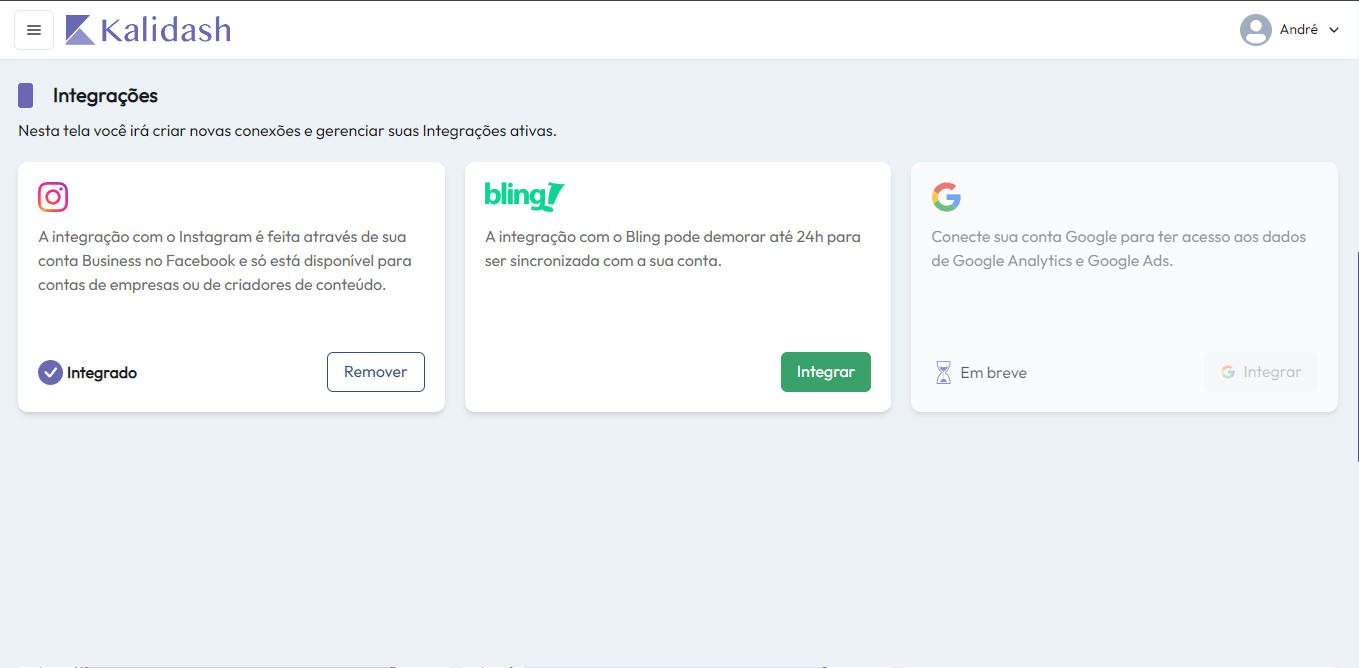 Kalidash
André
Integrações
Nesta tela você irá criar novas conexões e gerenciar suas Integrações ativas.
A integração com o Instagram é feita através de sua
conta Business no Facebook e só está disponível para
contas de empresas ou de criadores de conteúdo.
Integrado
Remover
bling!
A integração com o Bling pode demorar até 24h para
ser sincronizada com a sua conta.
Integrar
Conecte sua conta Google para ter acesso aos dados
de Google Analytics e Google Ads.
Em breve
Integrar